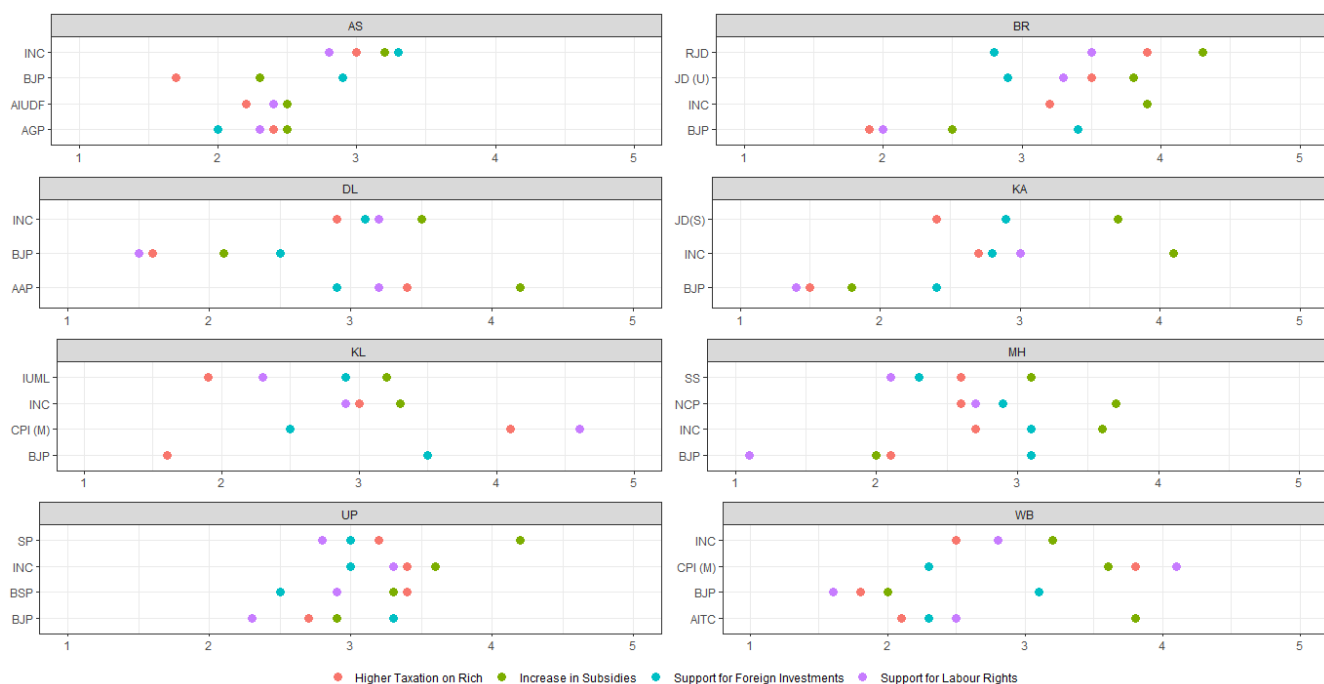 AS
INC
BJP
AIUDF
AGP
1 2 3 4 5
BR
RJD
JD (U)
INC
BJP
1 2 3 4 5
DL
INC
BJP
AAP
1 2 3 4 5
KA
JD(S)
INC
BJP
1 2 3 4 5
KL
IUML
INC
CPI (M)
BJP
1 2 3 4 5
MH
SS
NCP
INC
BJP
1 2 3 4 5
UP
SP
INC
BSP
BJP
1 2 3 4 5
WB
INC
CPI (M)
BJP
AITC
1 2 3 4 5
Higher Taxation on Rich Increase in Subsidies Support for Foreign Investments Support for Labour Rights